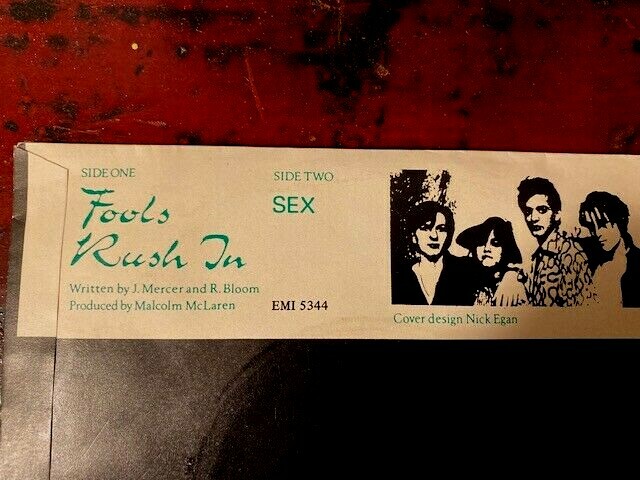 SIDE ONE
Fools
Rush In
Written by J. Mercer and R. Bloom
Produced by Malcolm McLaren
SIDE TWO
SEX
EMI 5344
Cover design Nick Egan